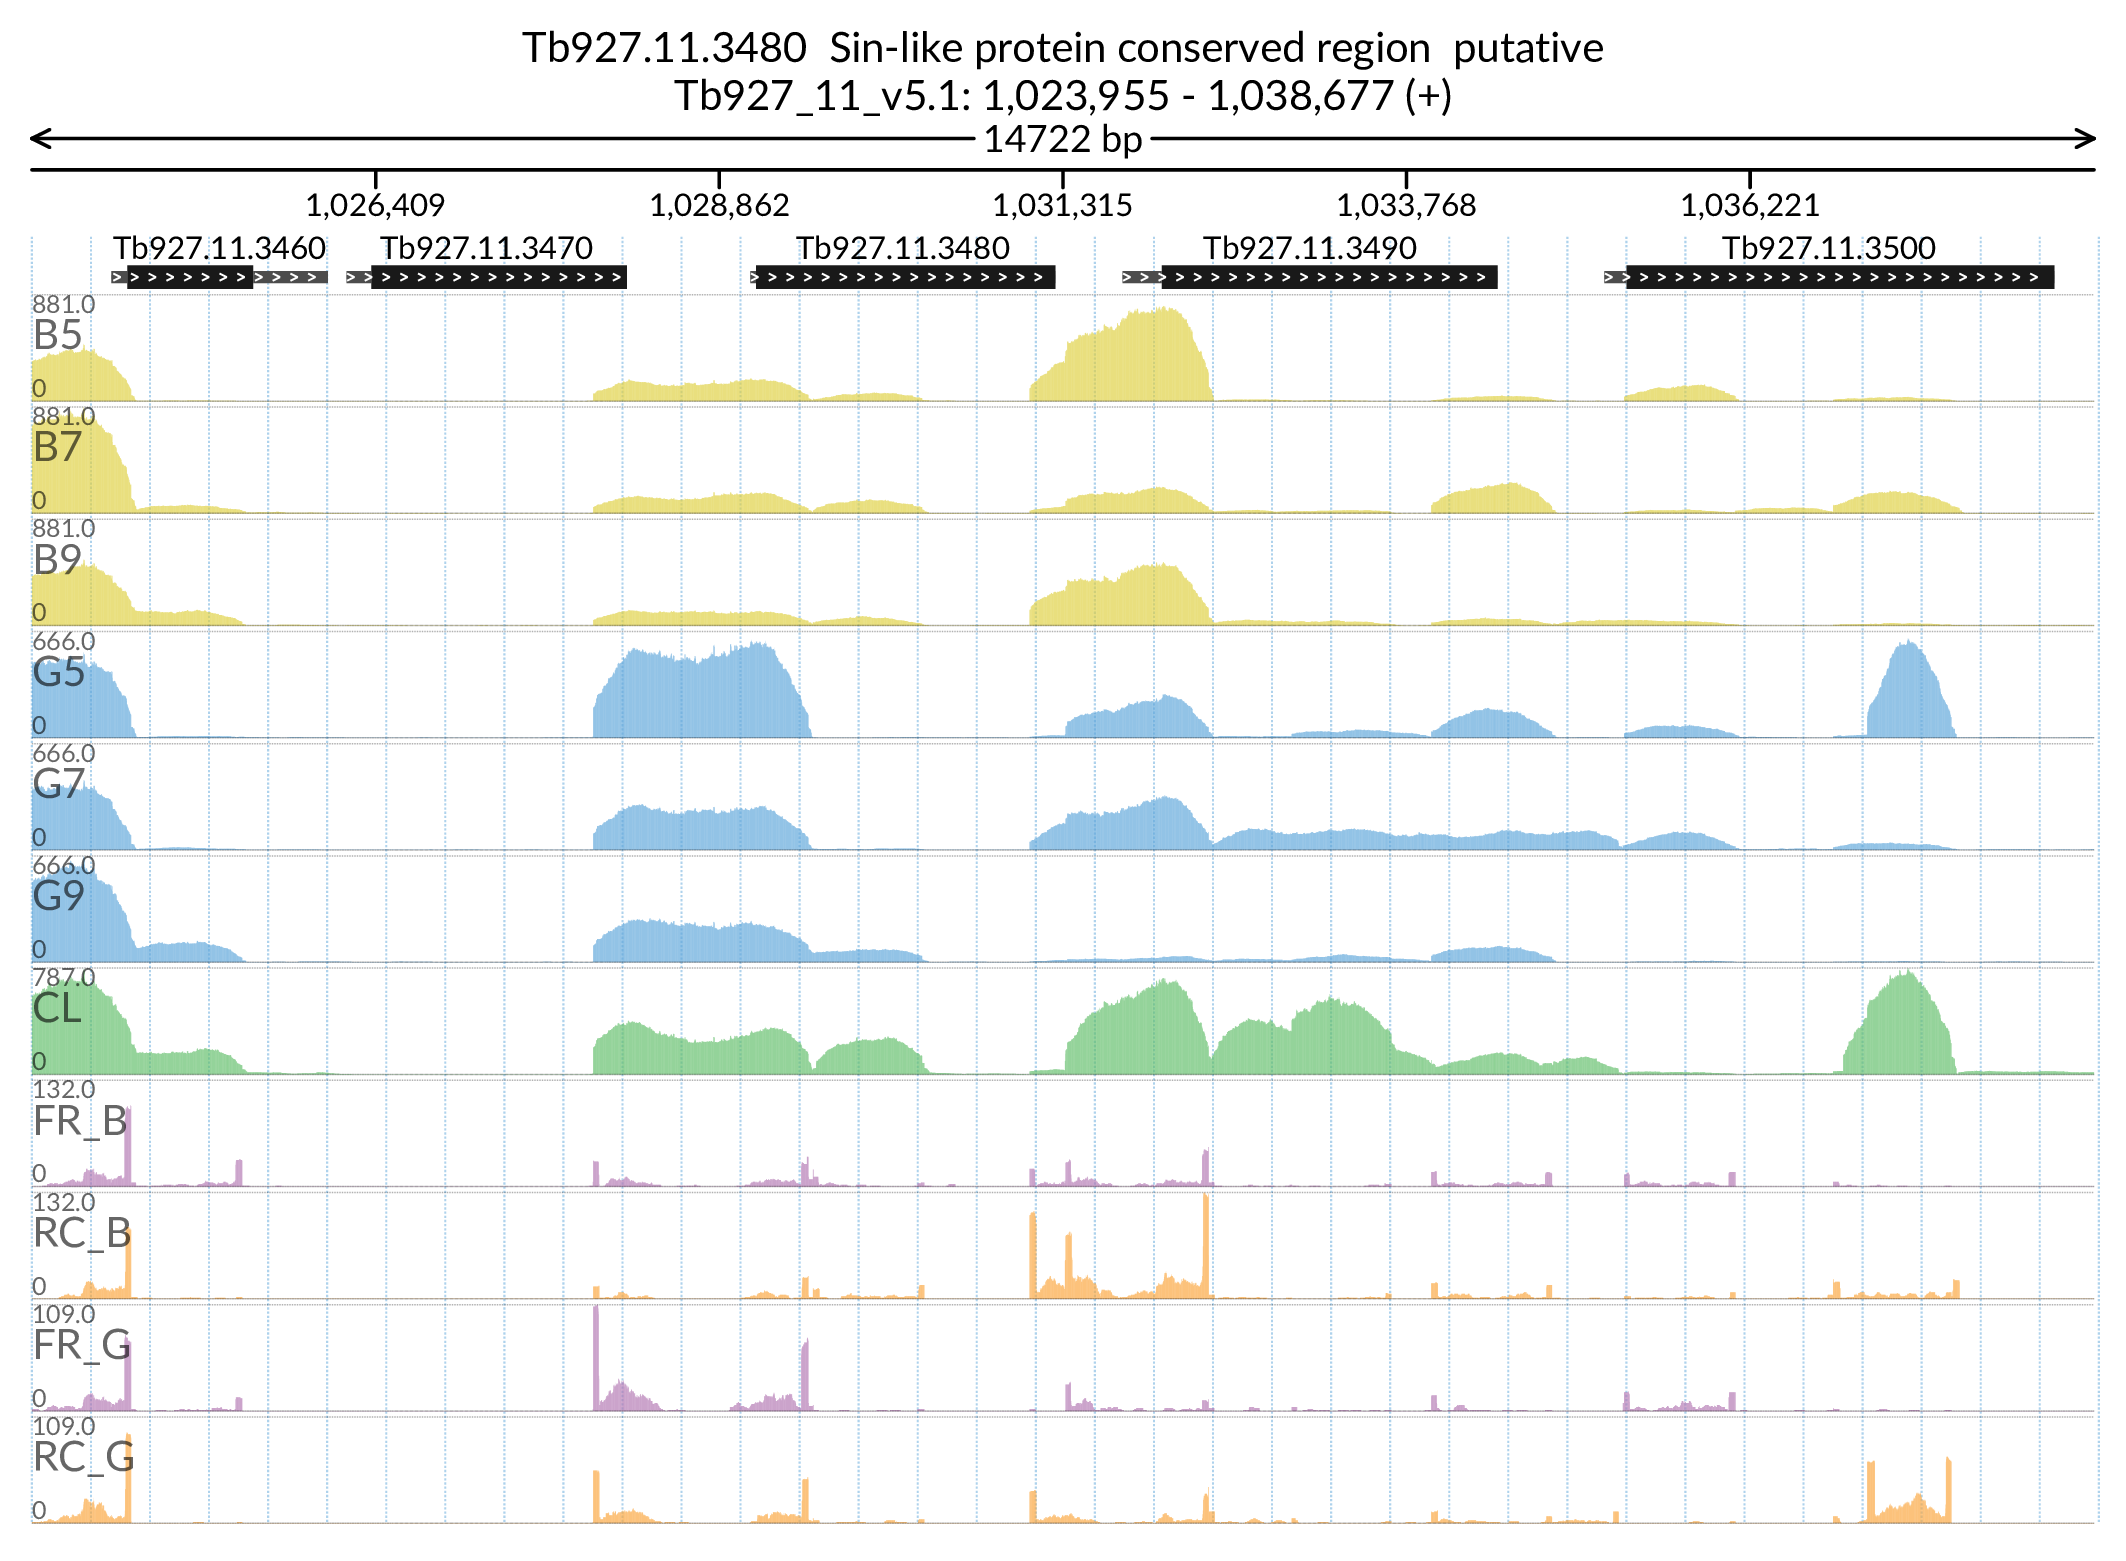 Tb927.11.3480  Sin-like protein conserved region  putative
Tb927_11_v5.1: 1,023,955 - 1,038,677 (+)
14722 bp
1,026,409 1,028,862 1,031,315 1,033,768 1,036,221
Tb927.11.3460 Tb927.11.3470 Tb927.11.3480 Tb927.11.3490 Tb927.11.3500
881.0
B5
0
881.0
B7
0
881.0
B9
0
666.0
G5
0
666.0
G7
0
666.0
G9
0
787.0
CL
0
132.0
FR_B
0
132.0
RC_B
0
109.0
FR_G
0
109.0
RC_G
0